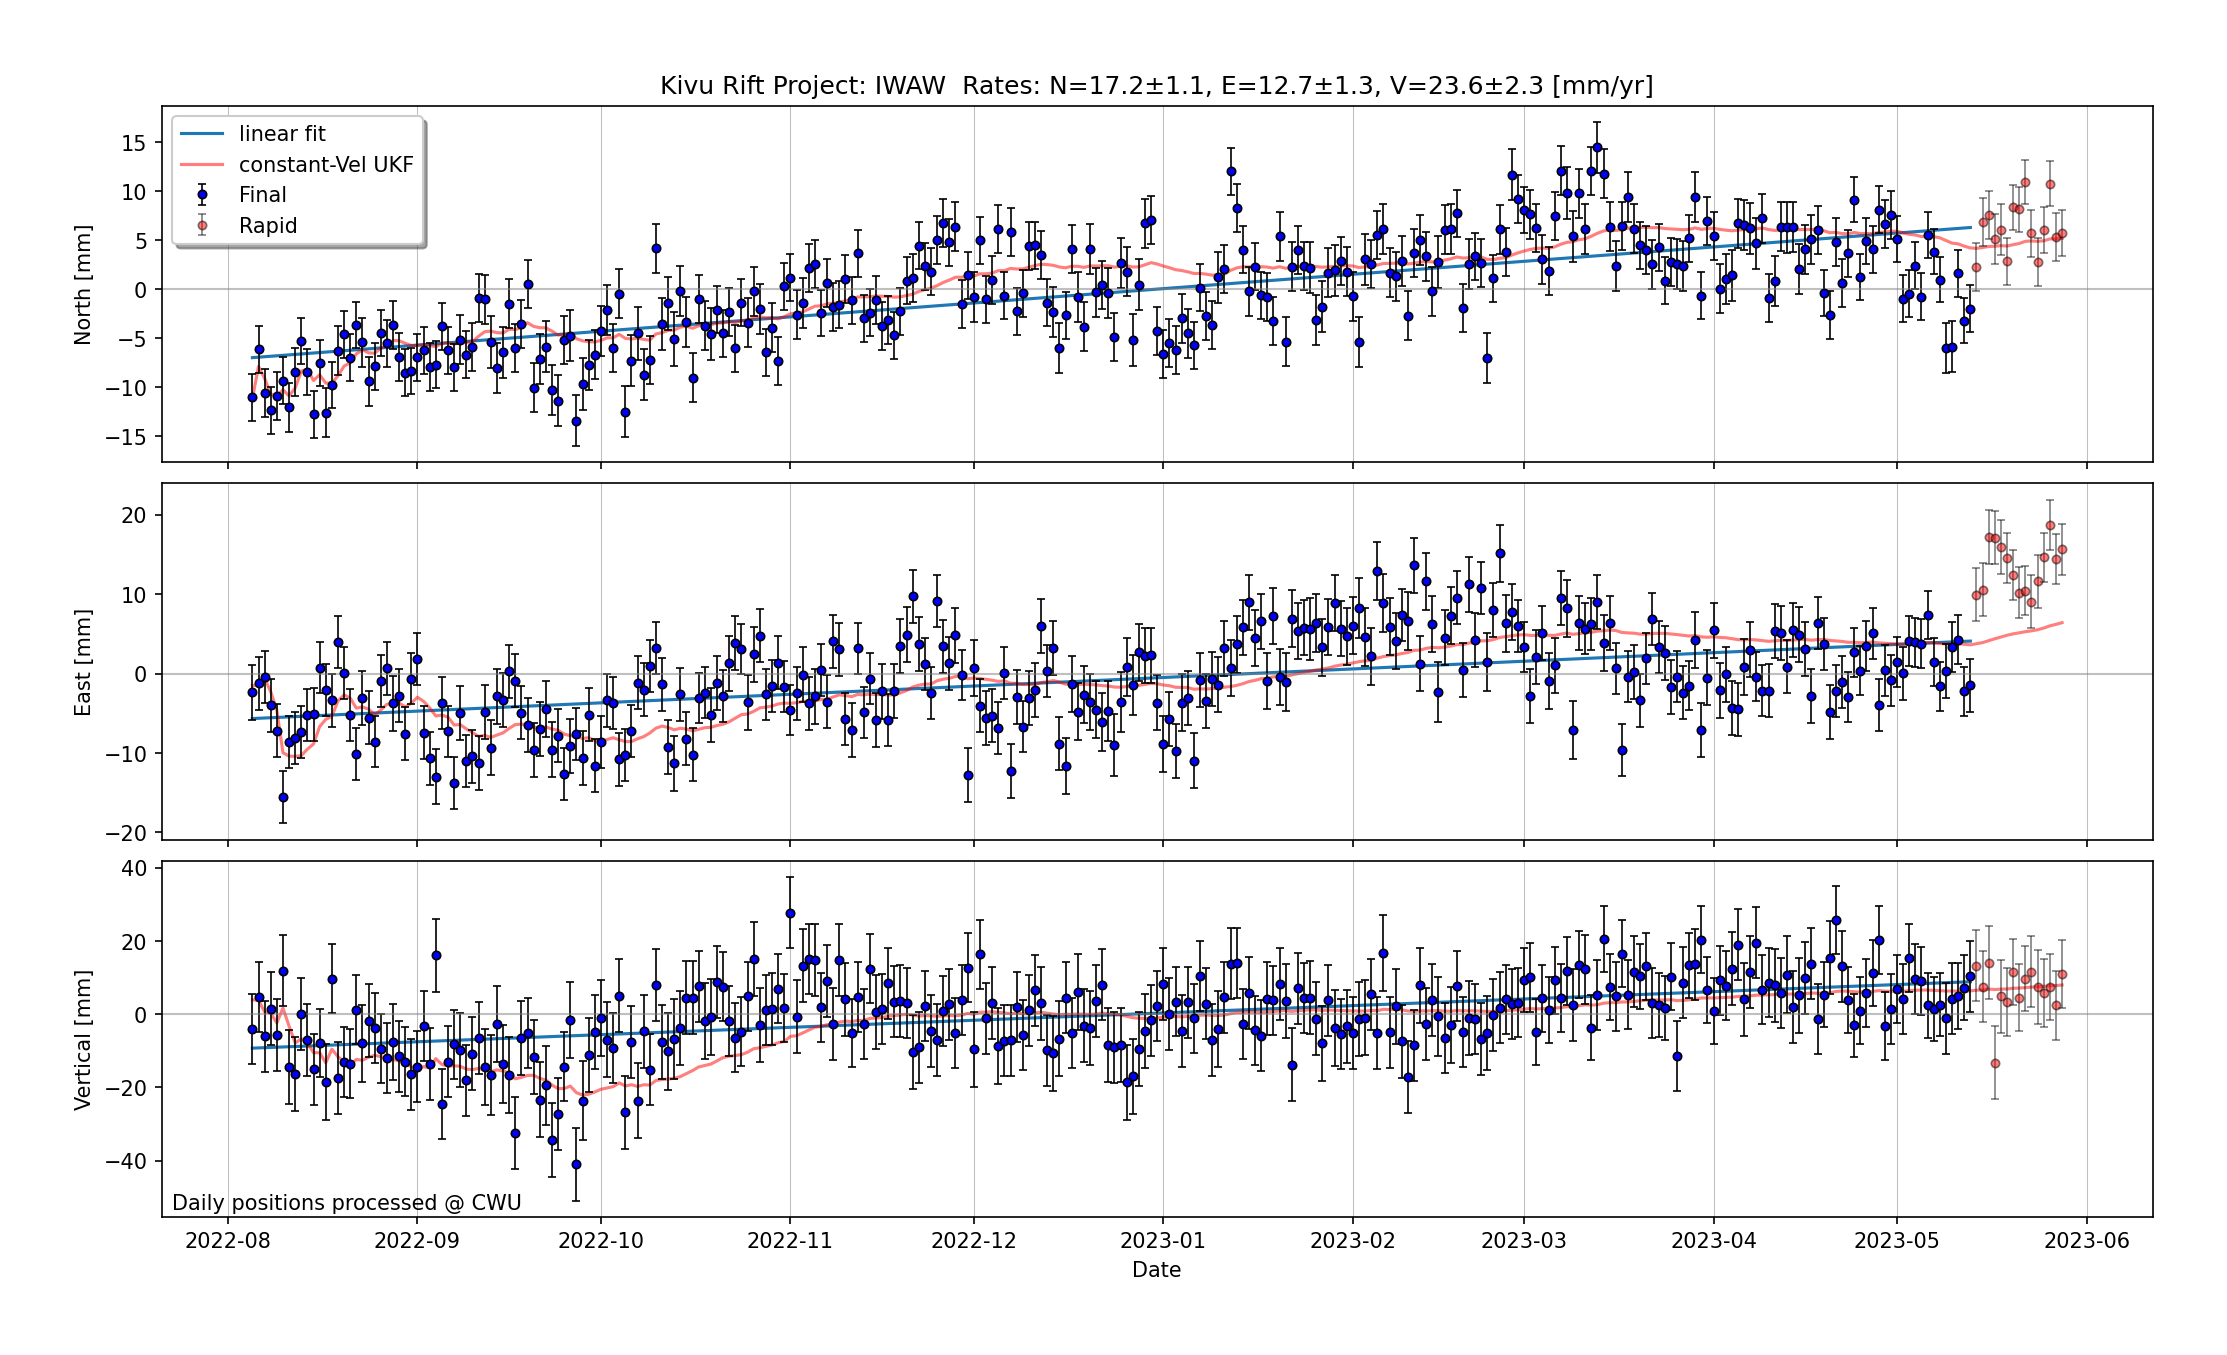 Kivu Rift Project: IWAW  Rates: N=17.2±1.1, E=12.7±1.3, V=23.6±2.3 [mm/yr]
linear fit
constant-Vel UKF
Final
Rapid
North [mm]
15
10
5
0
−5
−10
−15
East [mm]
20
10
0
−10
−20
Vertical [mm]
40
20
0
−20
−40
Daily positions processed @ CWU
2022-08 2022-09 2022-10 2022-11 2022-12 2023-01 2023-02 2023-03 2023-04 2023-05 2023-06
Date